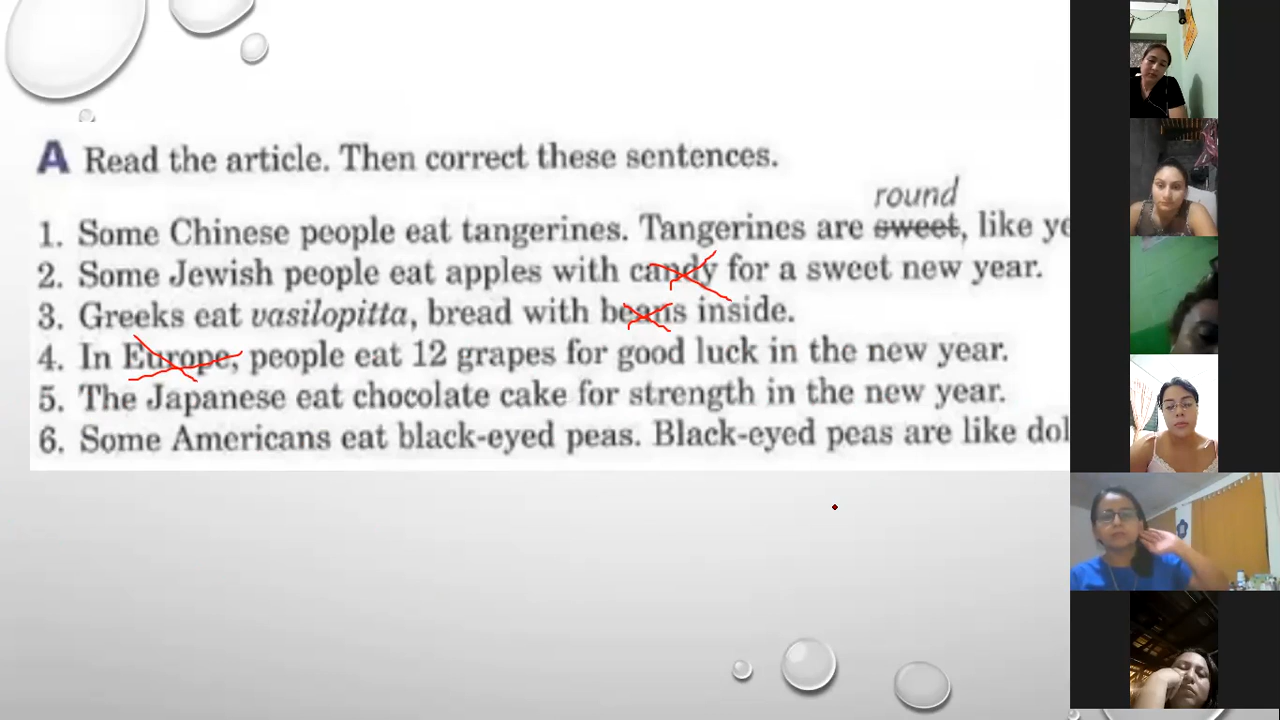 A Read the article. Then correct these sentences.
round
1. Some Chinese people eat tangerines. Tangerines are sweet, like
2. Some Jewish people eat apples with candy for a sweet new year.
3. Greeks eat vasilopitta, bread with beans inside.
4. In Europe, people eat 12 grapes for good luck in the new year.
5. The Japanese eat chocolate cake for strength in the new year.
6. Some Americans eat black-eyed peas. Black-eyed peas are like